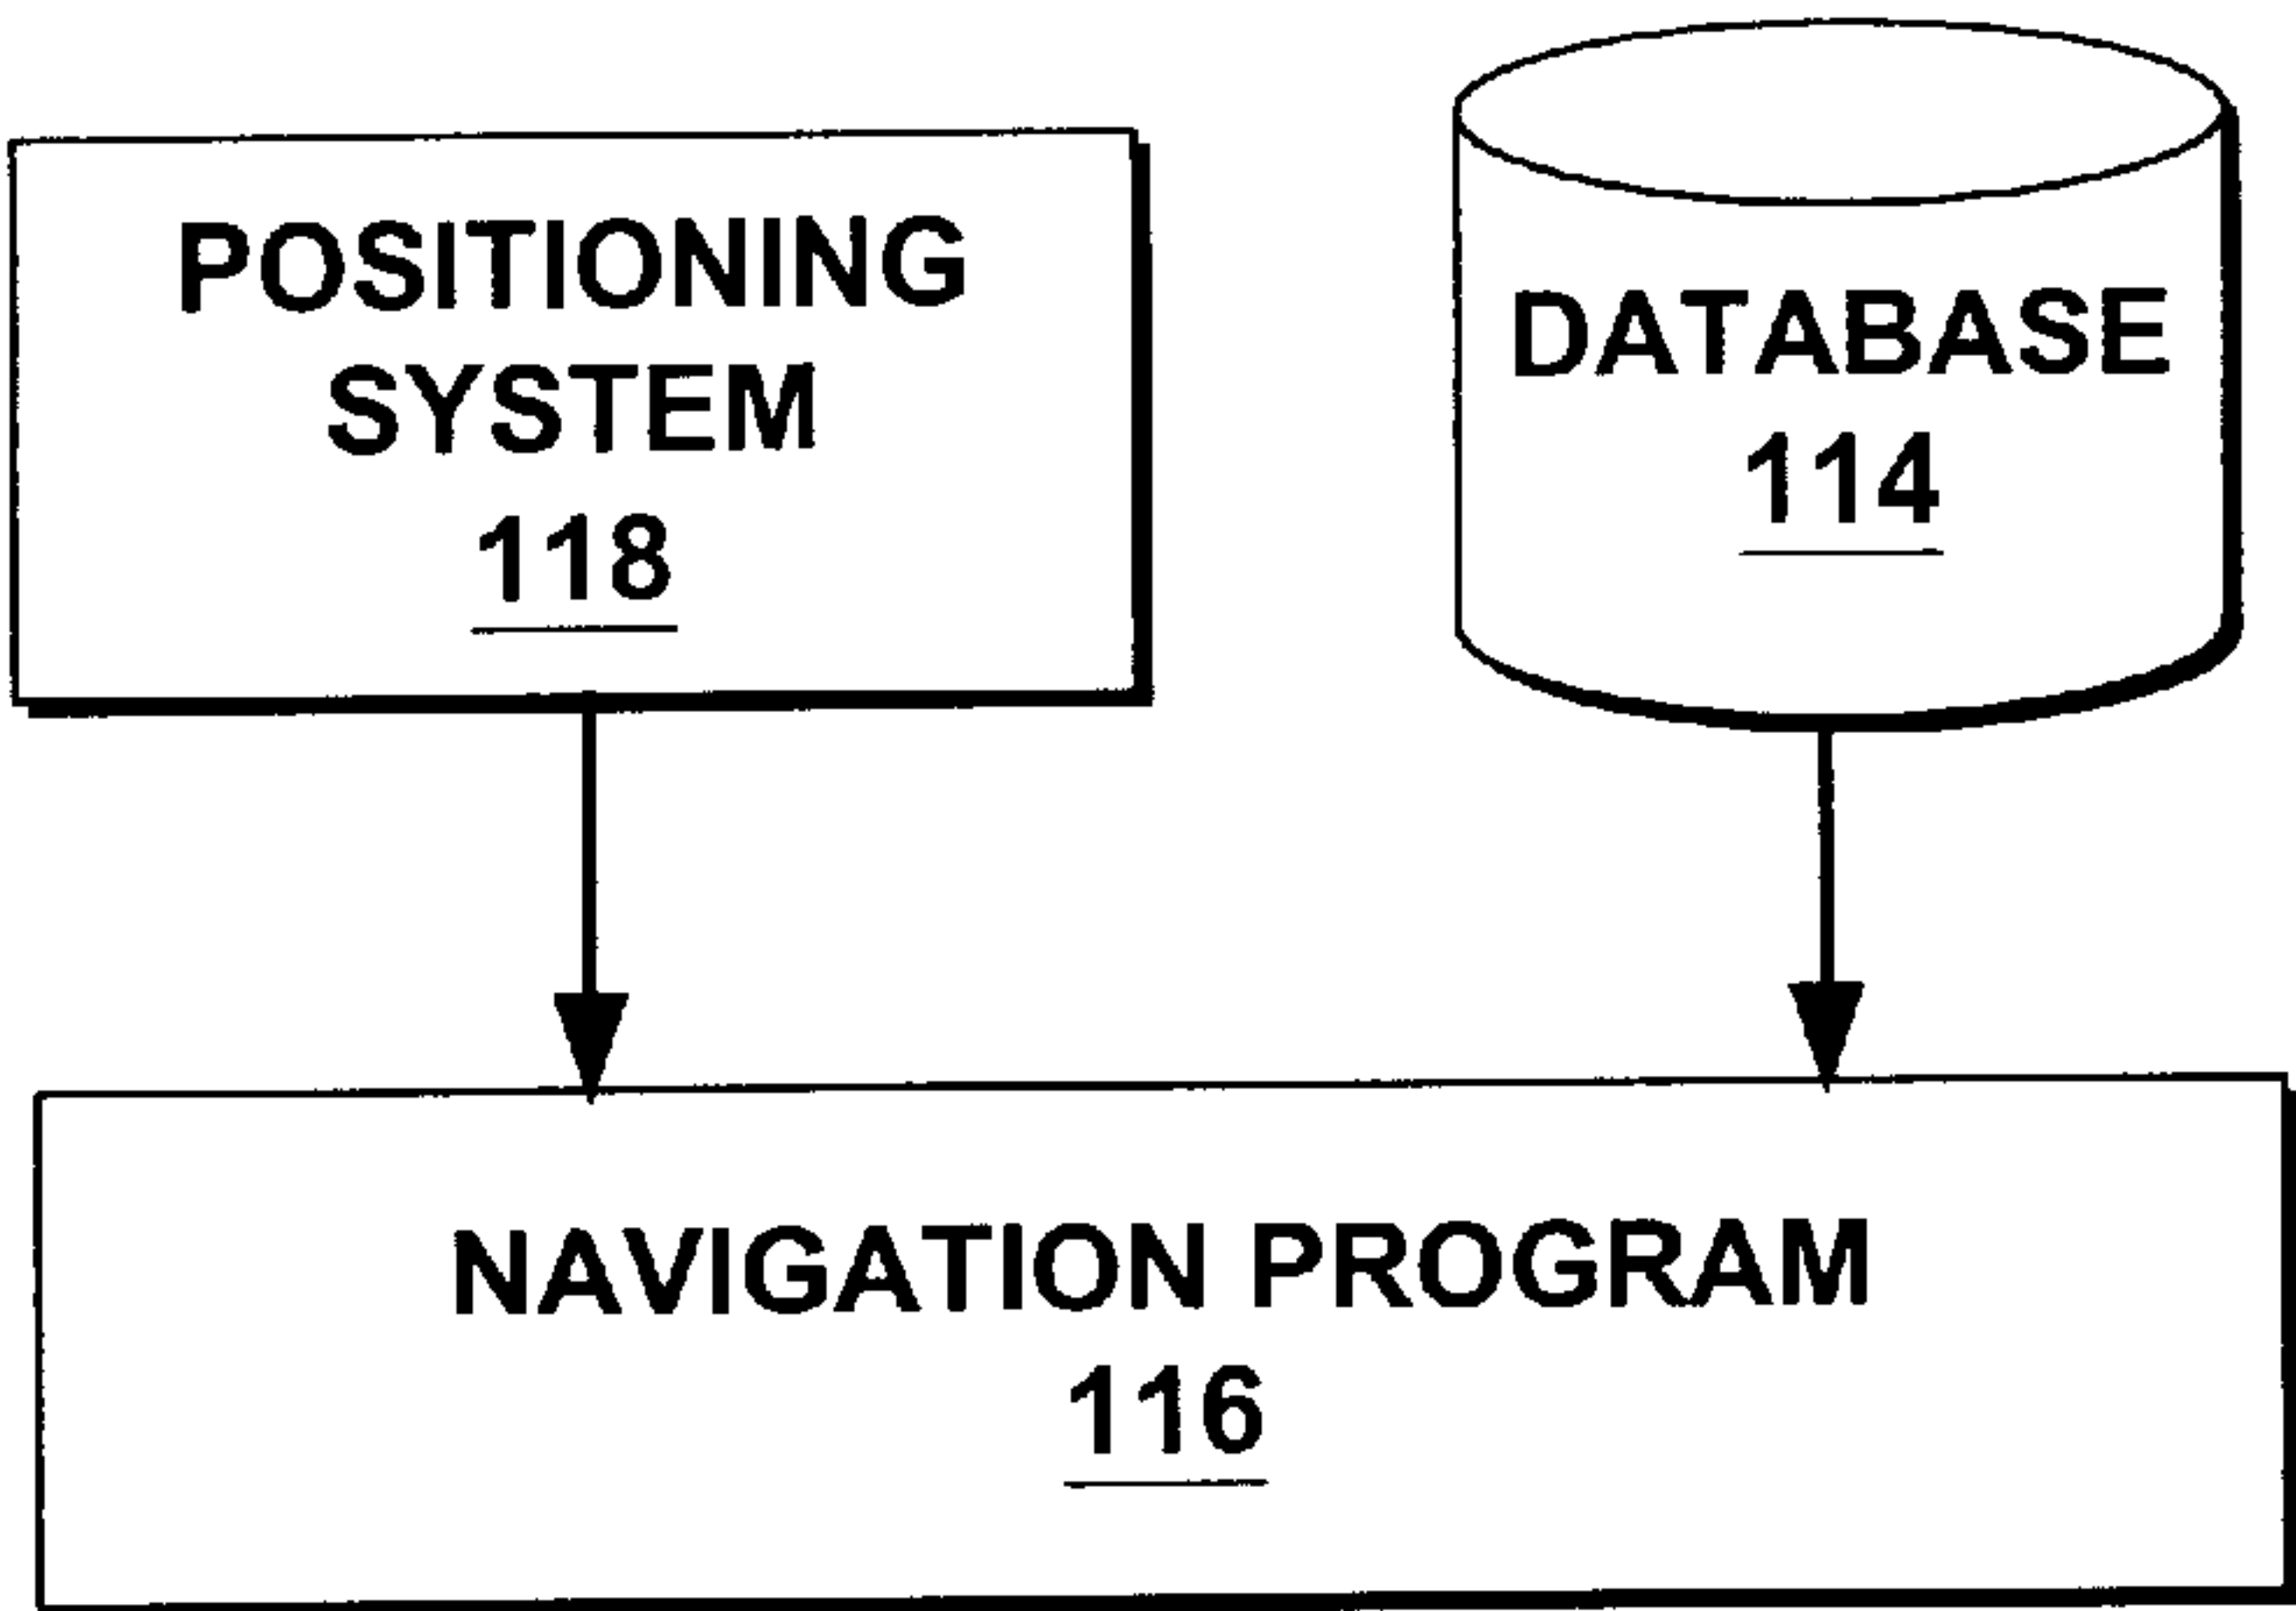 POSITIONING
SYSTEM
118
DATABASE
114
NAVIGATION PROGRAM
116